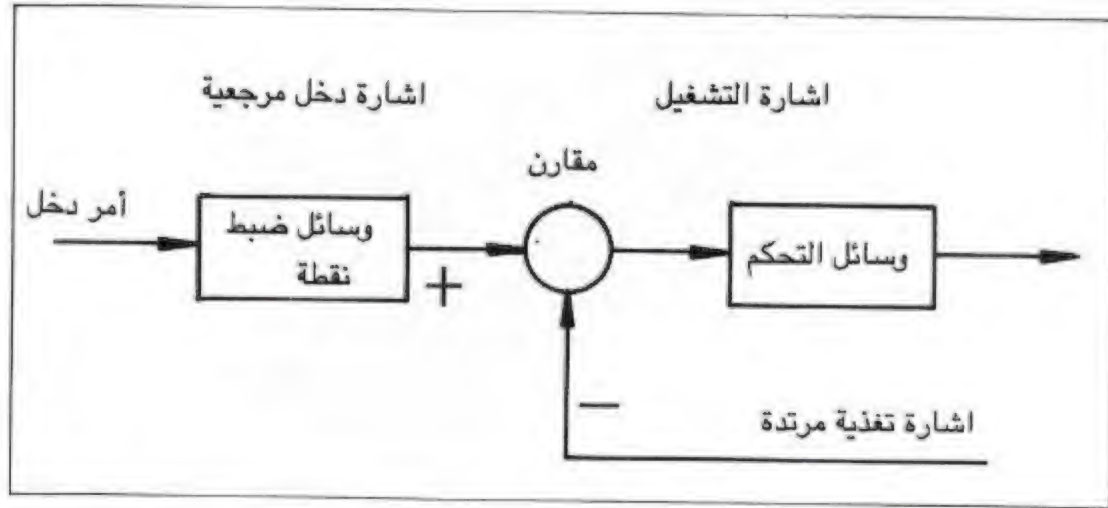 اشارة التشغيل
اشارة دخل مرجعية
مقارن
أمر دخل
وسائل ضبط
نقطة
وسائل التحكم
+
—
اشارة تغذية مرتدة